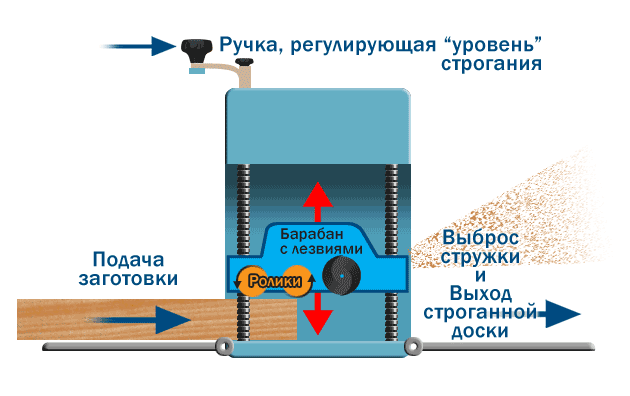 Ручка, регулирующая “уровень”
строгания
Барабан
с лезвиями
Подача
заготовки
Ролики
Выброс
стружки
и
Выход
строганной
доски